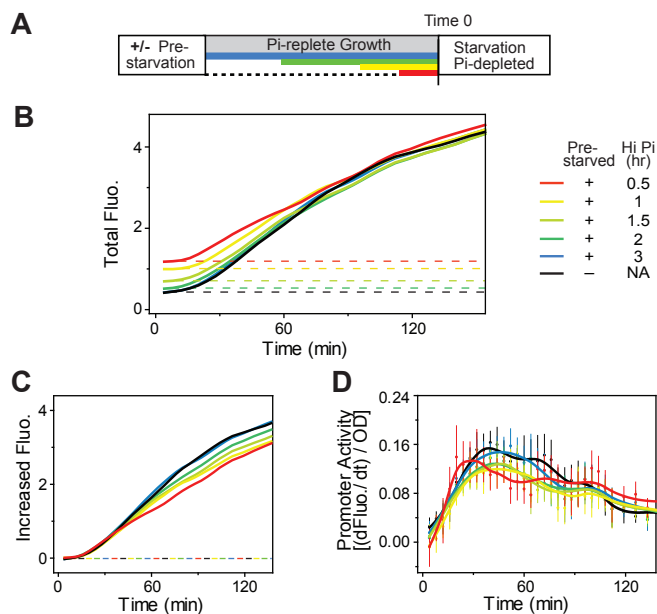 A
Time 0
+/- Pre-
starvation
Pi-replete Growth
Starvation
Pi-depleted
B
Total Fluo.
4
2
0
60
120
Time (min)
Pre-
starved
Hi Pi
(hr)
+ 0.5
+ 1
+ 1.5
+ 2
+ 3
– NA
C
Increased Fluo.
4
2
0
0
60
120
Time (min)
D
Promoter Activity
[(dFluo./ dt) / OD]
0.24
0.16
0.08
0.00
0
60
120
Time (min)